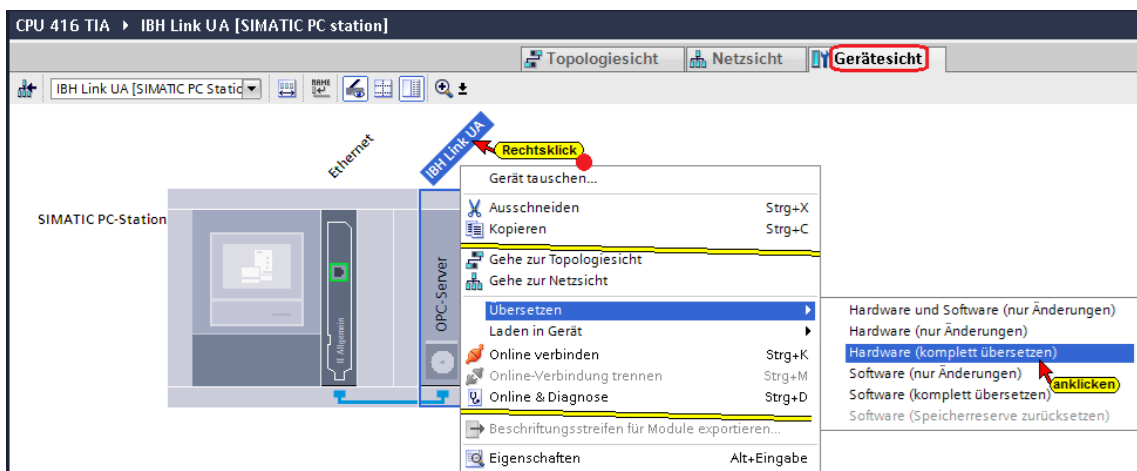 CPU 416 TIA ▸ IBH Link UA [SIMATIC PC station]
Topologiesicht Netzsicht Gerätesicht
IBH Link UA [SIMATIC PC Static
NAME
Ethernet
IBH Link UA
Rechtsklick
SIMATIC PC-Station
IE Allgemein
OPC-Server
Gerät tauschen...
Ausschneiden Strg+X
Kopieren Strg+C
Gehe zur Topologiesicht
Gehe zur Netzsicht
Übersetzen
Laden in Gerät
Online verbinden Strg+K
Online-Verbindung trennen Strg+M
Online & Diagnose Strg+D
Beschriftungsstreifen für Module exportieren...
Eigenschaften Alt+Eingabe
Hardware und Software (nur Änderungen)
Hardware (nur Änderungen)
Hardware (komplett übersetzen)
Software (nur Änderungen)
anklicken
Software (komplett übersetzen)
Software (Speicherreserve zurücksetzen)